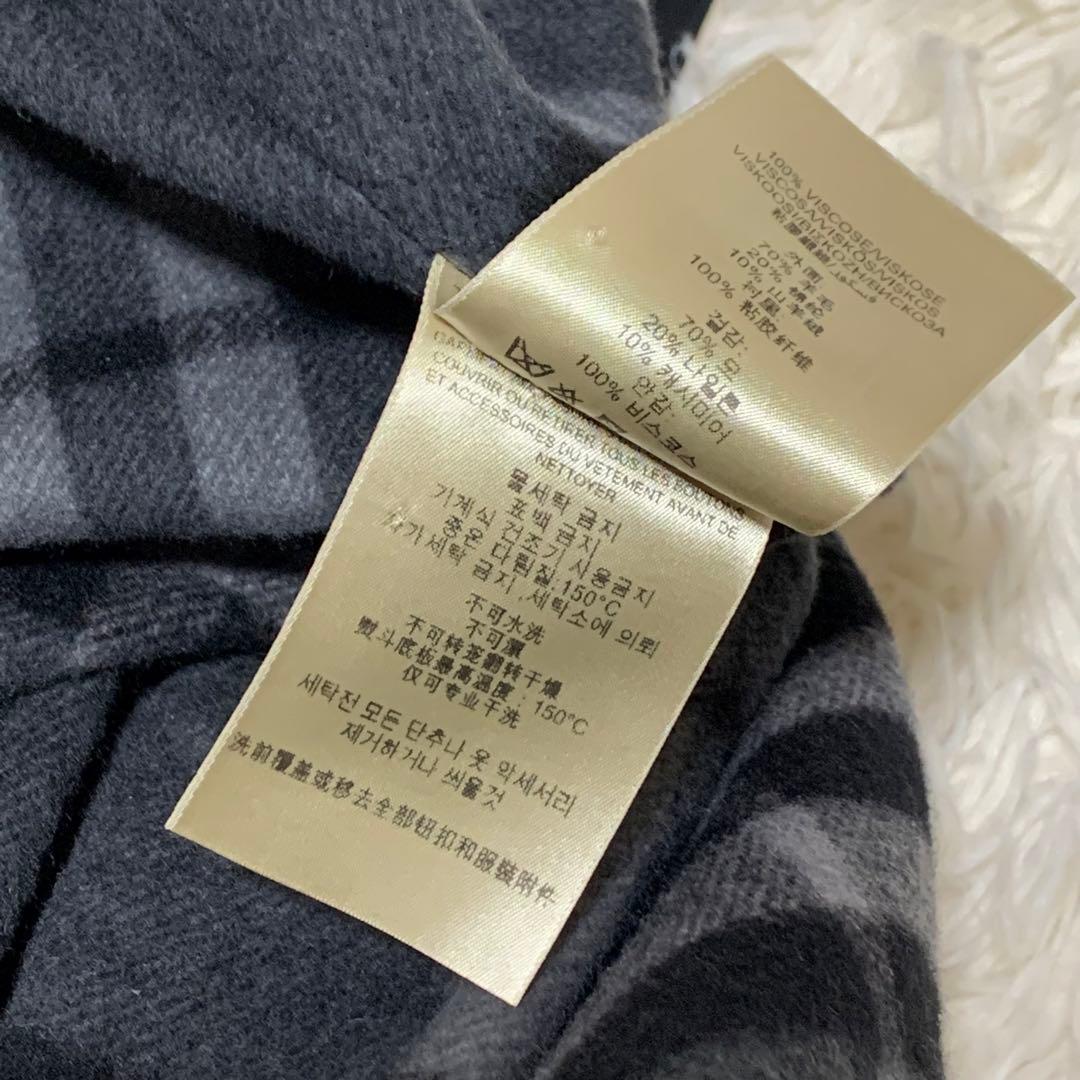 100% VISCOSE/VISKOSE
VISCOSA/VISKÓS/VISKOS
VISKOOSI/BIZKOZH/ВИСКОЗА
外面
70% 羊毛
20% 锦纶
10% 山羊绒
100% 粘胶纤维
겉감:
70% 모
20% 나일론
10% 캐시미어
안감:
100% 비스코스
COUVRIR OU RETIRER TOUS LES BOUTONS
ET ACCESSOIRES DU VETEMENT AVANT DE
NETTOYER
물세탁 금지
표백 금지
기계식 건조기 사용금지
중온 다림질:150°C
자가세탁 금지,세탁소에 의뢰
不可水洗
不可漂
不可转笼翻转干燥
熨斗底板最高溫度:150°C
仅可专业干洗
세탁전 모든 단추나 옷 악세서리
제거하거나 씌울것
洗前覆盖或移去全部钮扣和服裝附件